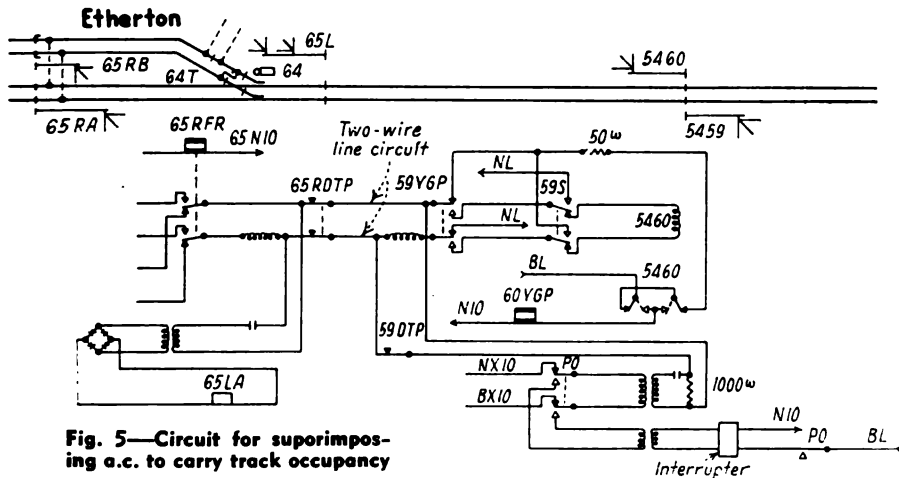 Etherton
65L
5460
65RB
64T
64
65RA
5459
65RFR
65N10
Two-wire
line circuit
50ω
NL
65RDTP
59YGP
59S
NL
5460
BL
5460
60YGP
N10
59DTP
NX10
PO
1000ω
BX10
65LA
N10
PO
BL
Interrupter
Fig. 5—Circuit for suporimpos-
ing a.c. to carry track occupancy